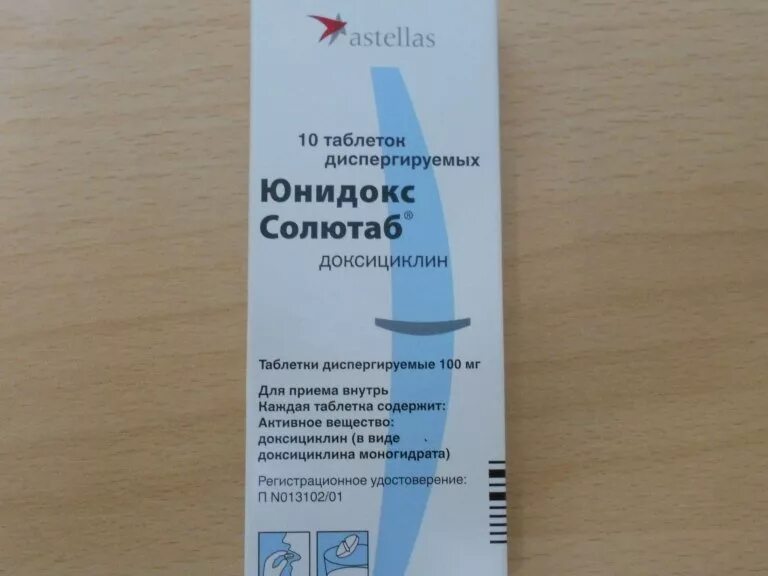 astellas
10 таблеток
диспергируемых
Юнидокс
Солютаб®
доксициклин
Таблетки диспергируемые 100 мг
Для приема внутрь
Каждая таблетка содержит:
Активное вещество:
доксициклин (в виде
доксициклина моногидрата)
Регистрационное удостоверение:
П N013102/01